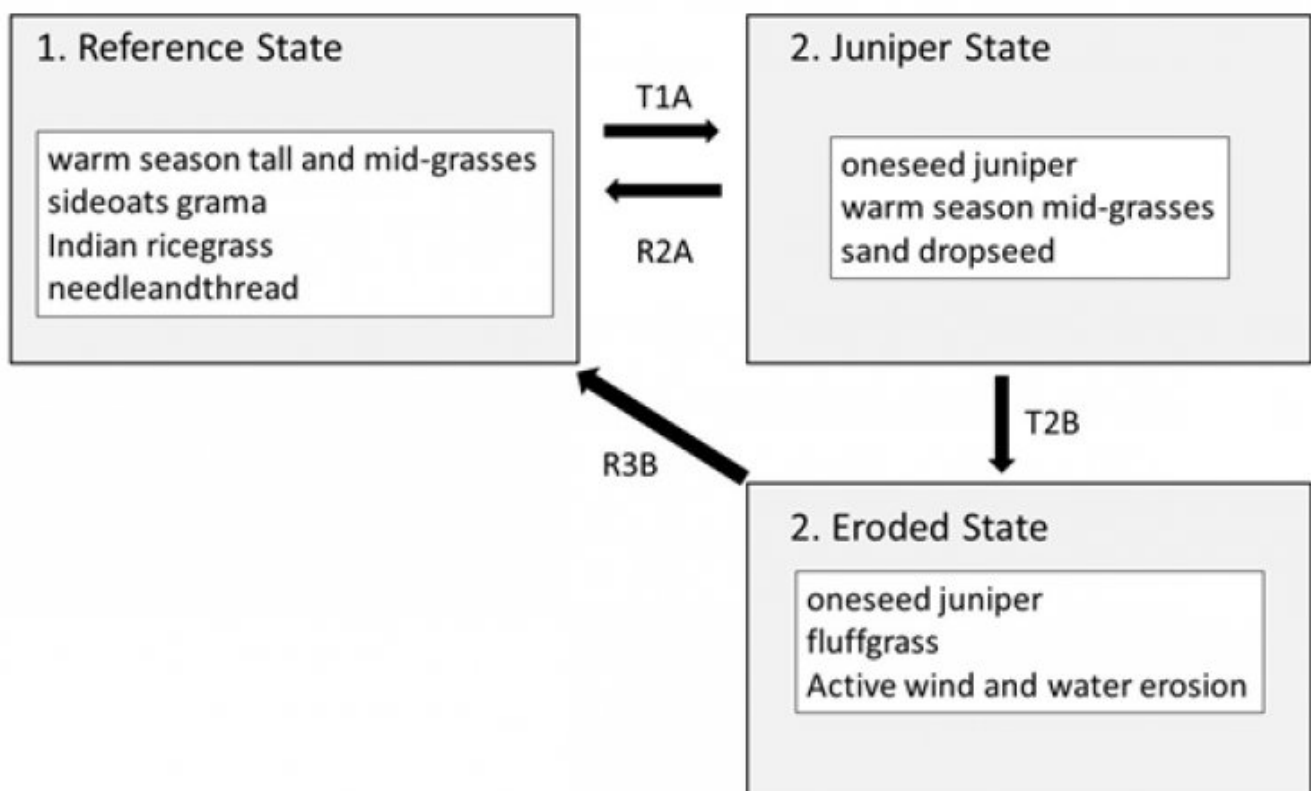 1. Reference State
warm season tall and mid-grasses
sideoats grama
Indian ricegrass
needleandthread
T1A
R2A
2. Juniper State
oneseed juniper
warm season mid-grasses
sand dropseed
T2B
R3B
2. Eroded State
oneseed juniper
fluffgrass
Active wind and water erosion